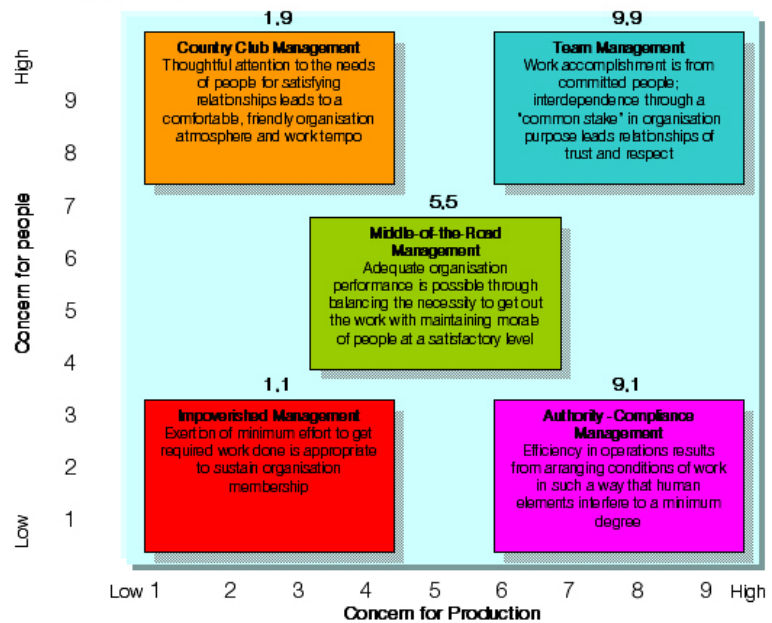 1,9
Country Club Management
Thoughtful attention to the needs
of people for satisfying
relationships leads to a
comfortable, friendly organisation
atmosphere and work tempo
9,9
Team Management
Work accomplishment is from
committed people;
interdependence through a
"common stake" in organisation
purpose leads relationships of
trust and respect
5,5
Middle-of-the-Road
Management
Adequate organisation
performance is possible through
balancing the necessity to get out
the work with maintaining morale
of people at a satisfactory level
1,1
Impoverished Management
Exertion of minimum effort to get
required work done is appropriate
to sustain organisation
membership
9,1
Authority-Compliance
Management
Efficiency in operations results
from arranging conditions of work
in such a way that human
elements interfere to a minimum
degree
Concern for people
High
9
8
7
6
5
4
3
2
1
Low
Low 1 2 3 4 5 6 7 8 9 High
Concern for Production